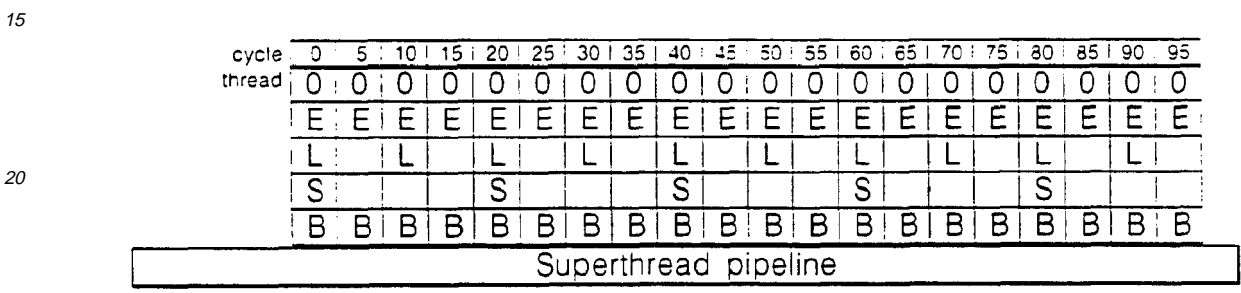 15
cycle 0 5 10 15 20 25 30 35 40 45 50 55 60 65 70 75 80 85 90 95
thread 0 0 0 0 0 0 0 0 0 0 0 0 0 0 0 0 0 0 0 0
E E E E E E E E E E E E E E E E E E E E
L L L L L L L L L L
20
S S S S S
B B B B B B B B B B B B B B B B B B B B
Superthread pipeline